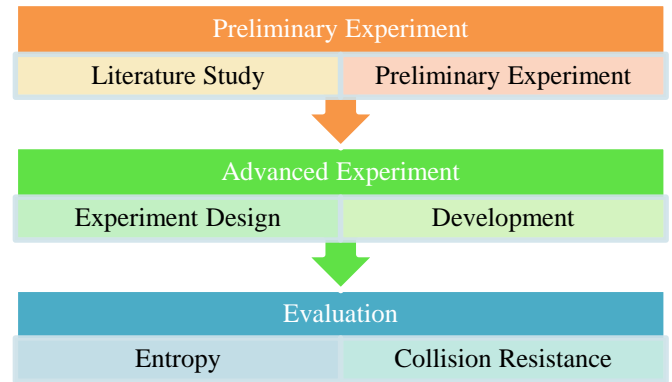 Preliminary Experiment
Literature Study Preliminary Experiment
Advanced Experiment
Experiment Design Development
Evaluation
Entropy Collision Resistance